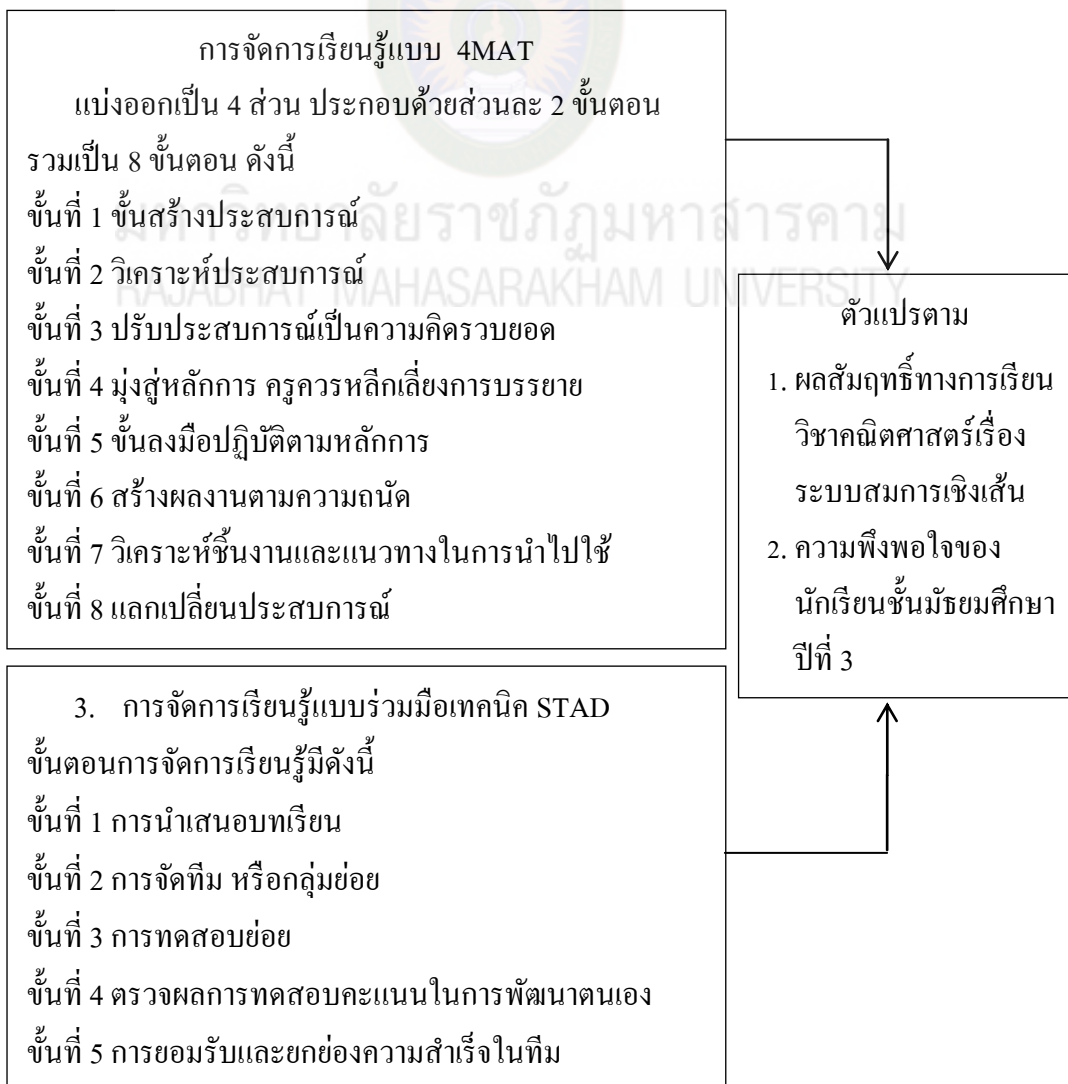 การจัดการเรียนรู้แบบ 4MAT
แบ่งออกเป็น 4 ส่วน ประกอบด้วยส่วนละ 2 ขั้นตอน
รวมเป็น 8 ขั้นตอน ดังนี้
ขั้นที่ 1 ขั้นสร้างประสบการณ์
ขั้นที่ 2 วิเคราะห์ประสบการณ์
ขั้นที่ 3 ปรับประสบการณ์เป็นความคิดรวบยอด
ขั้นที่ 4 มุ่งสู่หลักการ ครูควรหลีกเลี่ยงการบรรยาย
ขั้นที่ 5 ขั้นลงมือปฏิบัติตามหลักการ
ขั้นที่ 6 สร้างผลงานตามความถนัด
ขั้นที่ 7 วิเคราะห์ชิ้นงานและแนวทางในการนำไปใช้
ขั้นที่ 8 แลกเปลี่ยนประสบการณ์
มหาวิทยาลัยราชภัฏมหาสารคาม
RAJABHAT MAHASARAKHAM UNIVERSITY
ตัวแปรตาม
1. ผลสัมฤทธิ์ทางการเรียน
วิชาคณิตศาสตร์เรื่อง
ระบบสมการเชิงเส้น
2. ความพึงพอใจของ
นักเรียนชั้นมัธยมศึกษา
ปีที่ 3
3. การจัดการเรียนรู้แบบร่วมมือเทคนิค STAD
ขั้นตอนการจัดการเรียนรู้มีดังนี้
ขั้นที่ 1 การนำเสนอบทเรียน
ขั้นที่ 2 การจัดทีม หรือกลุ่มย่อย
ขั้นที่ 3 การทดสอบย่อย
ขั้นที่ 4 ตรวจผลการทดสอบคะแนนในการพัฒนาตนเอง
ขั้นที่ 5 การยอมรับและยกย่องความสำเร็จในทีม